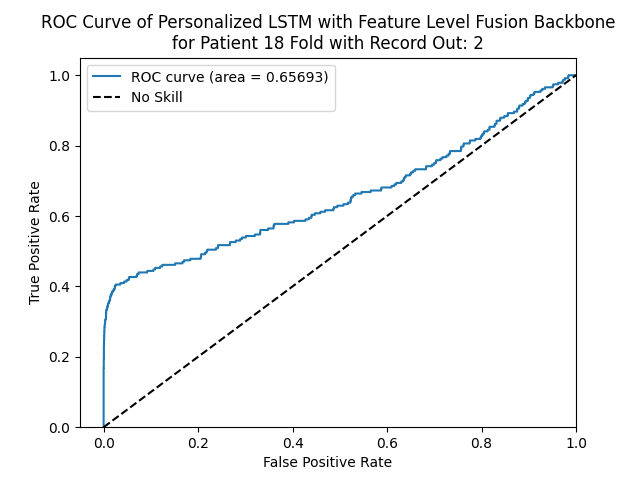 ROC Curve of Personalized LSTM with Feature Level Fusion Backbone
for Patient 18 Fold with Record Out: 2
ROC curve (area = 0.65693)
No Skill
True Positive Rate
1.0
0.8
0.6
0.4
0.2
0.0
0.0 0.2 0.4 0.6 0.8 1.0
False Positive Rate